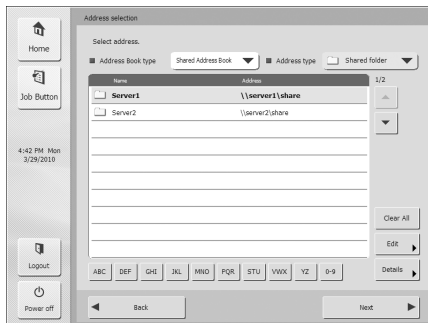 Address selection
Home
Job Button
4:42 PM Mon
3/29/2010
Logout
Power off
Select address.
Address Book type
Shared Address Book
Address type
Shared folder
Name
Address
1/2
Server1
\\server1\share
Server2
\\server2\share
Clear All
Edit
Details
ABC
DEF
GHI
JKL
MNO
PQR
STU
VWX
YZ
0-9
Back
Next